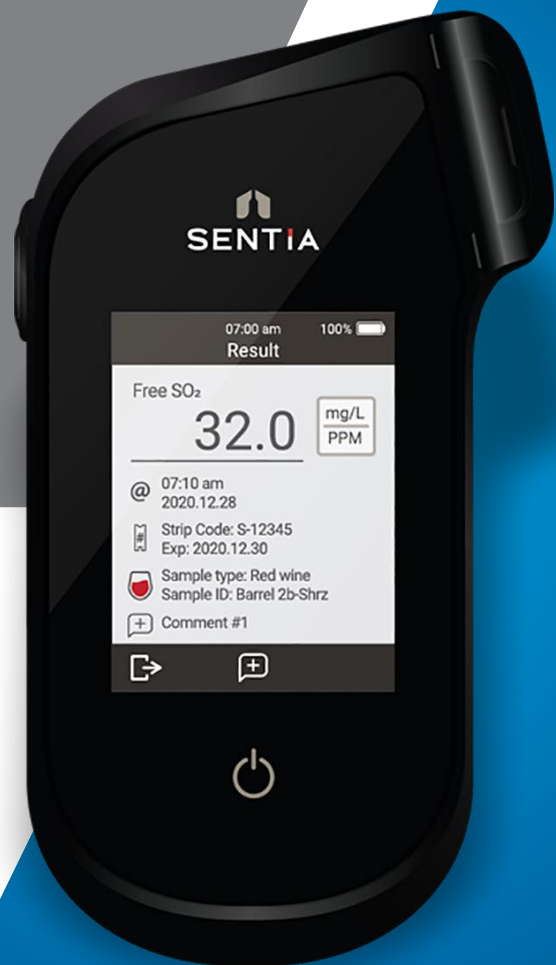 SENTIA
07:00 am 100%
Result
Free SO₂
32.0 mg/L
PPM
@ 07:10 am
2020.12.28
# Strip Code: S-12345
Exp: 2020.12.30
Sample type: Red wine
Sample ID: Barrel 2b-Shrz
Comment #1